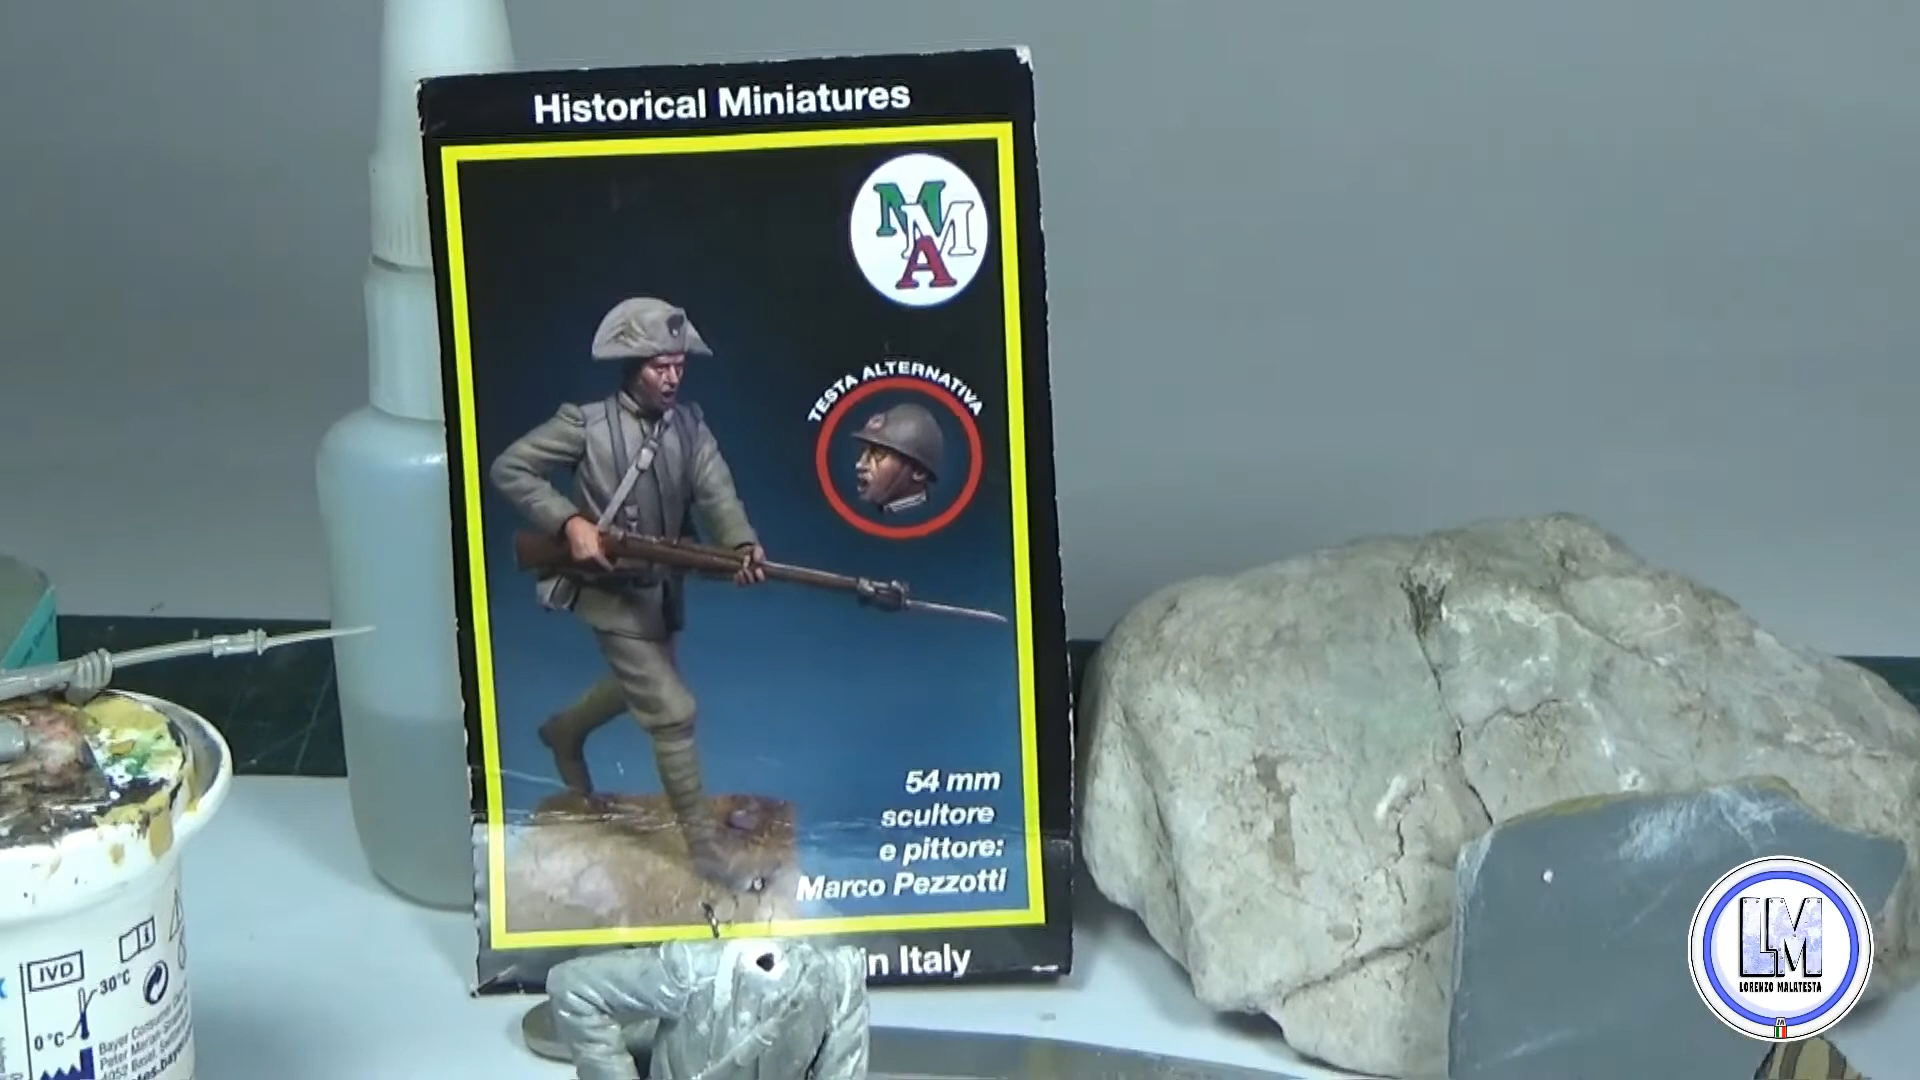 Historical Miniatures
MMA
TESTA ALTERNATIVA
54 mm
scultore
e pittore:
Marco Pezzotti
in Italy
IVD
30°C
0°C
Bayer
LM
LORENZO MALATESTA